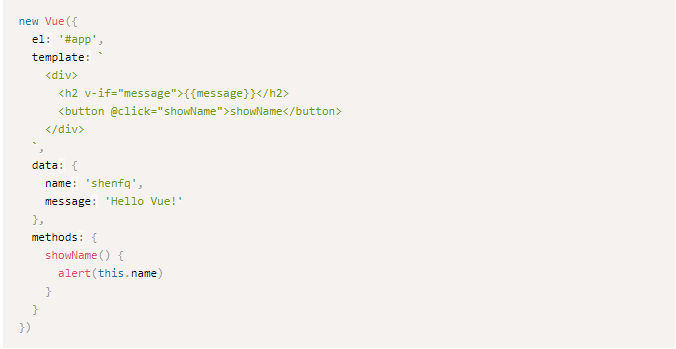 new Vue({
  el: '#app',
  template: `
    <div>
      <h2 v-if="message">{{message}}</h2>
      <button @click="showName">showName</button>
    </div>
  `,
  data: {
    name: 'shenfq',
    message: 'Hello Vue!'
  },
  methods: {
    showName() {
      alert(this.name)
    }
  }
})